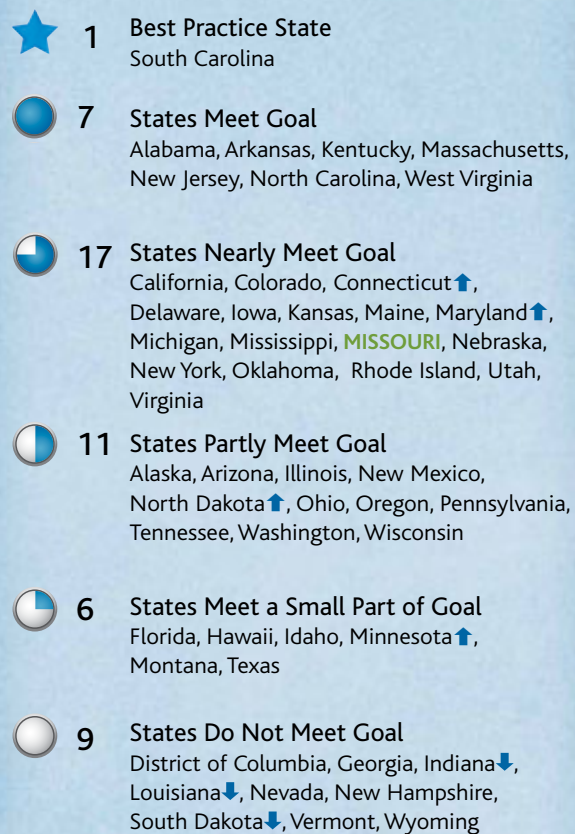 1 Best Practice State
South Carolina
7 States Meet Goal
Alabama, Arkansas, Kentucky, Massachusetts,
New Jersey, North Carolina, West Virginia
17 States Nearly Meet Goal
California, Colorado, Connecticut⬆,
Delaware, Iowa, Kansas, Maine, Maryland⬆,
Michigan, Mississippi, MISSOURI, Nebraska,
New York, Oklahoma, Rhode Island, Utah,
Virginia
11 States Partly Meet Goal
Alaska, Arizona, Illinois, New Mexico,
North Dakota⬆, Ohio, Oregon, Pennsylvania,
Tennessee, Washington, Wisconsin
6 States Meet a Small Part of Goal
Florida, Hawaii, Idaho, Minnesota⬆,
Montana, Texas
9 States Do Not Meet Goal
District of Columbia, Georgia, Indiana⬇,
Louisiana⬇, Nevada, New Hampshire,
South Dakota⬇, Vermont, Wyoming